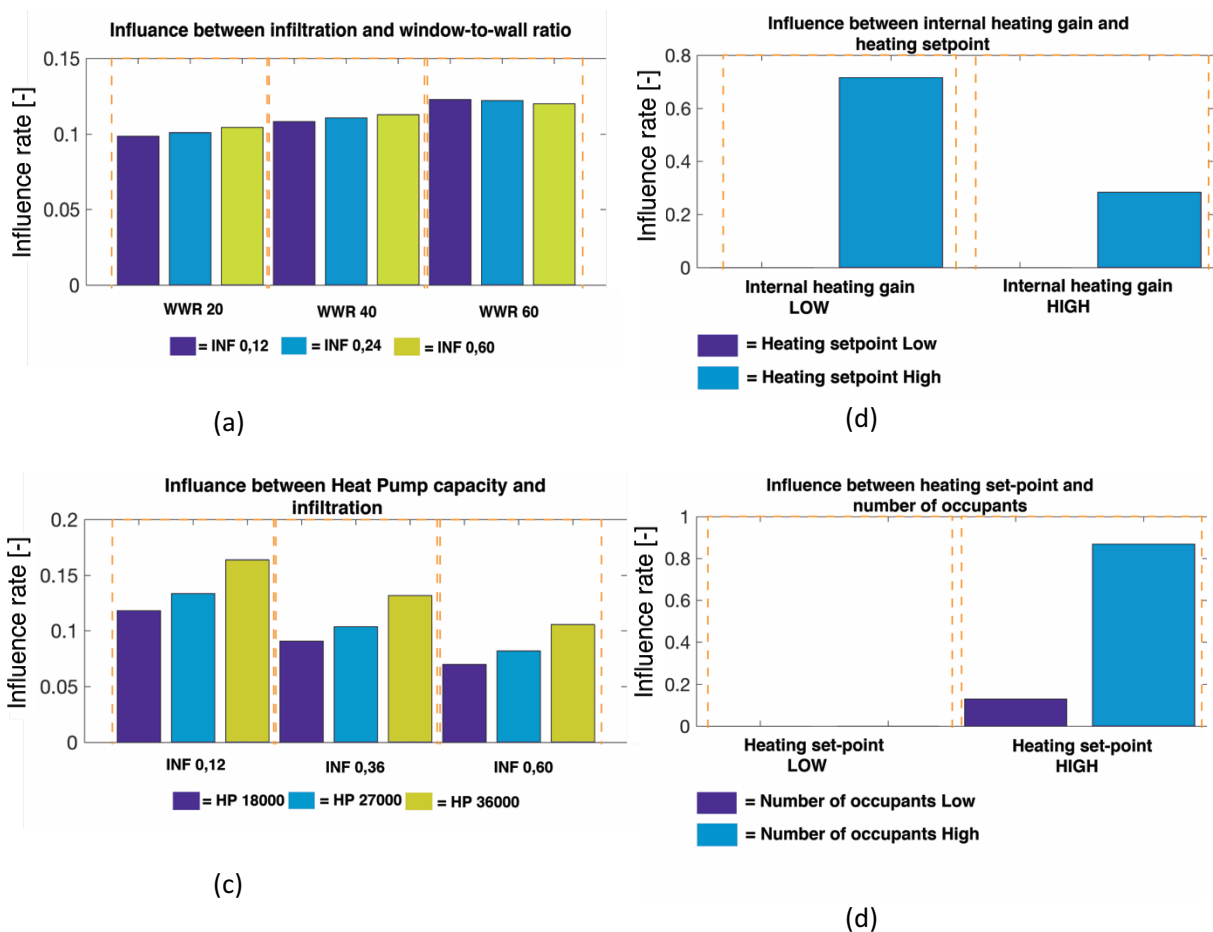 Influance between infiltration and window-to-wall ratio
0.15
0.1
0.05
0
Influence rate [-]
WWR 20 WWR 40 WWR 60
= INF 0,12 = INF 0,24 = INF 0,60
(a)
Influence between internal heating gain and
heating setpoint
0.8
0.6
0.4
0.2
0
Influence rate [-]
Internal heating gain Internal heating gain
LOW HIGH
= Heating setpoint Low
= Heating setpoint High
(d)
Influance between Heat Pump capacity and
infiltration
0.2
0.15
0.1
0.05
0
Influence rate [-]
INF 0,12 INF 0,36 INF 0,60
= HP 18000 = HP 27000 = HP 36000
(c)
Influence between heating set-point and
number of occupants
1
0.8
0.6
0.4
0.2
0
Influence rate [-]
Heating set-point Heating set-point
LOW HIGH
= Number of occupants Low
= Number of occupants High
(d)